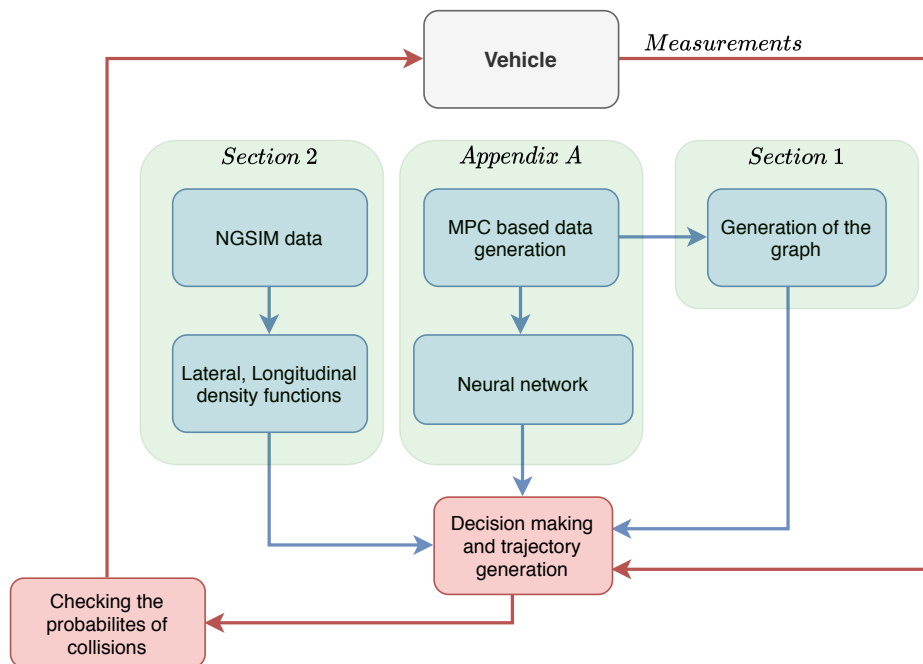 Vehicle
Measurements
Section 2
Appendix A
Section 1
NGSIM data
MPC based data
generation
Generation of the
graph
Lateral, Longitudinal
density functions
Neural network
Decision making
and trajectory
generation
Checking the
probabilites of
collisions